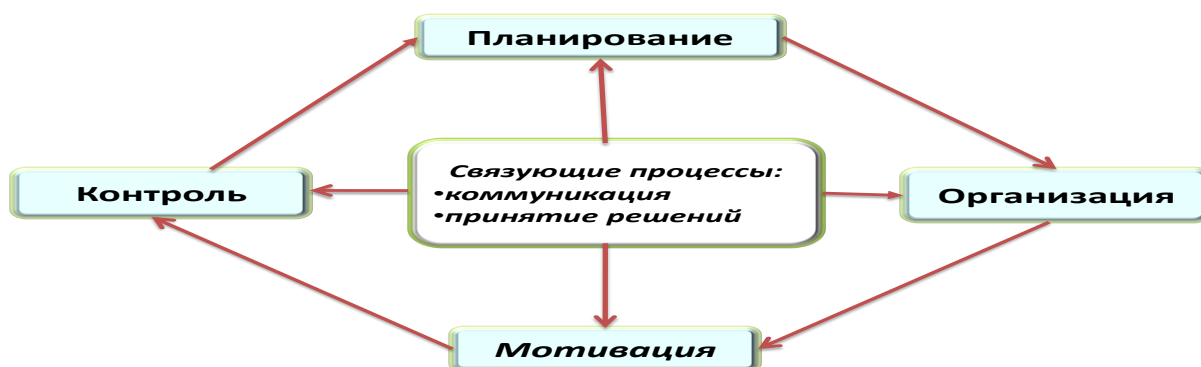 Планирование
Связующие процессы:
•коммуникация
•принятие решений
Контроль
Организация
Мотивация